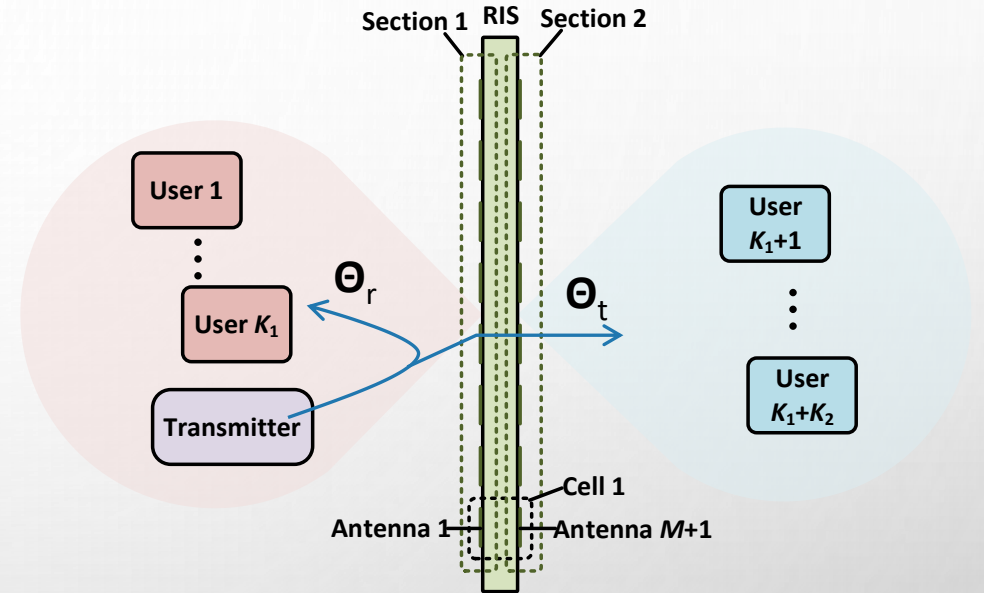 Section 1
RIS
Section 2
User 1
User K₁
Transmitter
Θr
Θt
User
K₁+1
User
K₁+K₂
Cell 1
Antenna 1
Antenna M+1